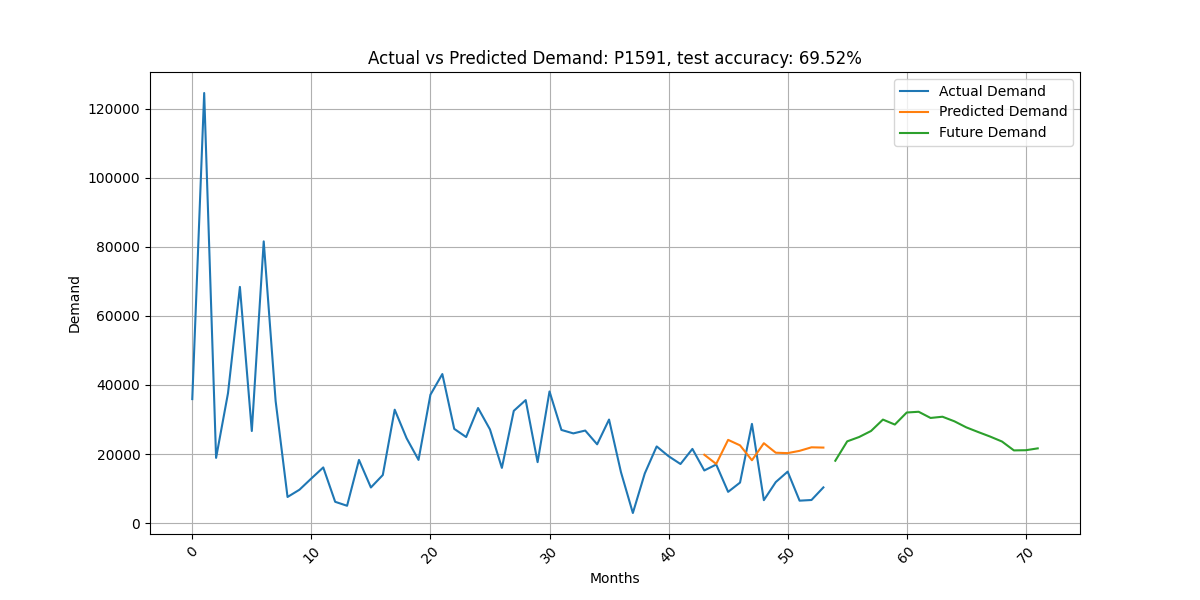 Actual vs Predicted Demand: P1591, test accuracy: 69.52%
Actual Demand
Predicted Demand
Future Demand
120000
100000
80000
60000
40000
20000
0
Demand
0
10
20
30
40
50
60
70
Months